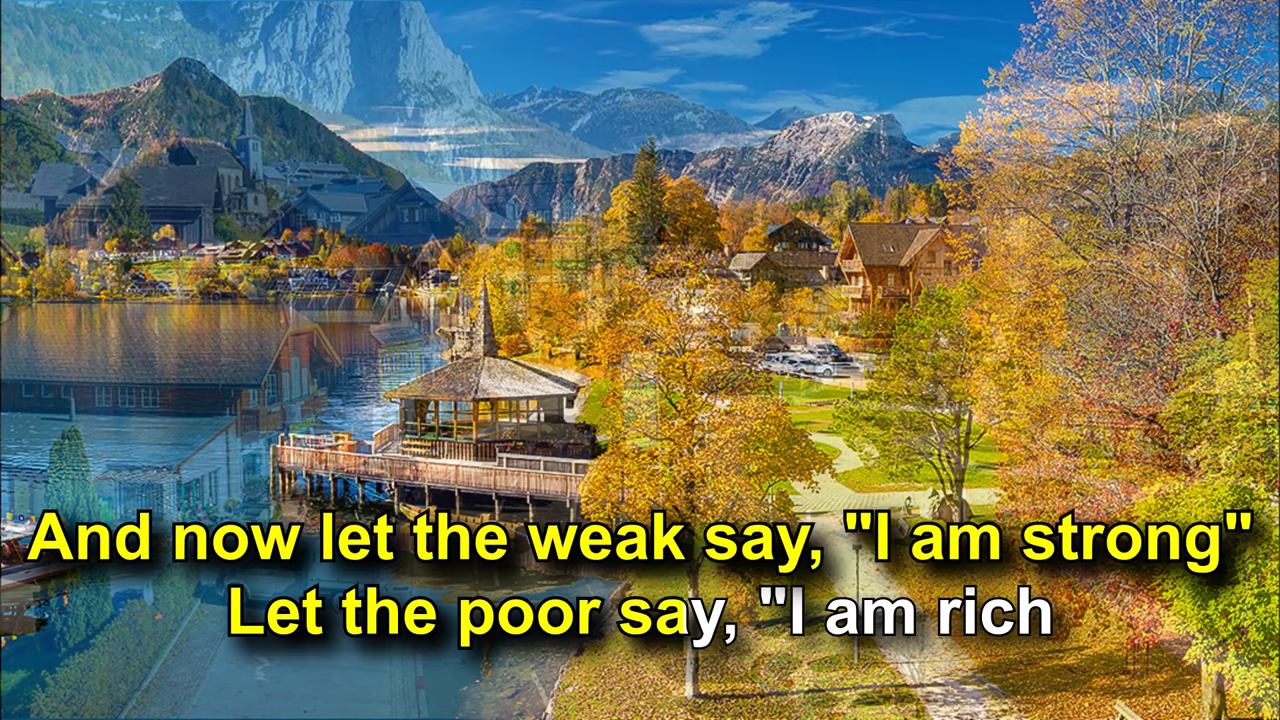 And now let the weak say, "I am strong"
Let the poor say, "I am rich